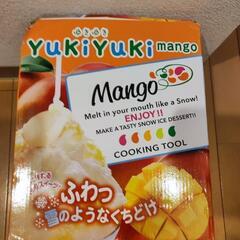 ゆきゆき
YUKIYUKI mango
Mango
Melt in your mouth like a Snow!
ENJOY!!
MAKE A TASTY SNOW ICE DESSERT!!
COOKING TOOL
ふわっ
雪のようなくちどけ